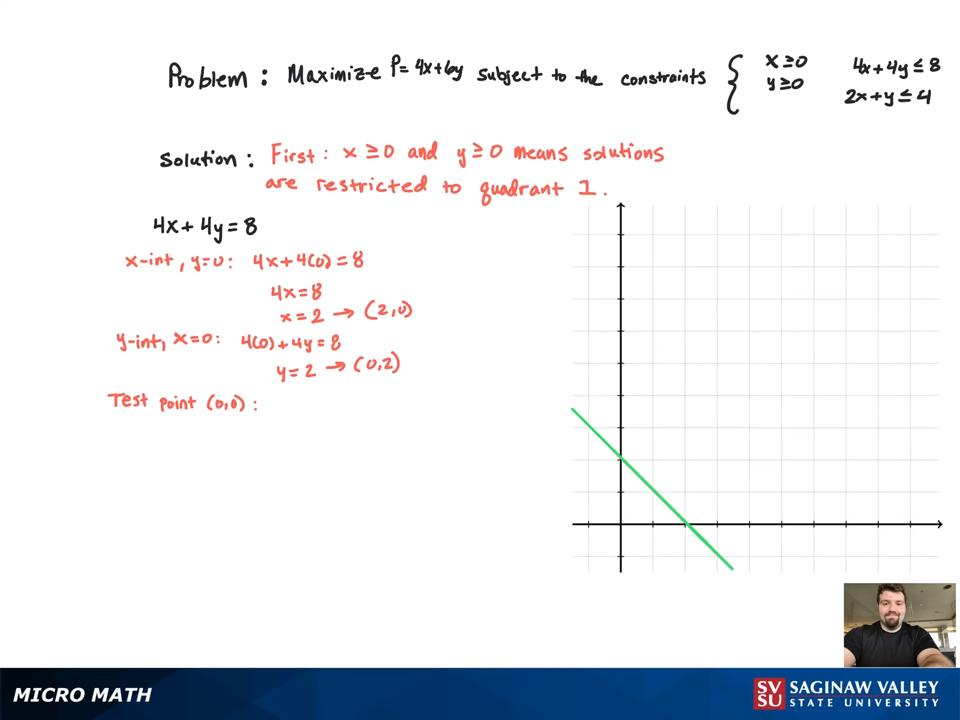 Problem: Maximize P=4x+6y subject to the constraints { x≥0 4x+4y≤8
y≥0 2x+y≤4
Solution: First: x≥0 and y≥0 means solutions
are restricted to quadrant 1.
4x+4y=8
x-int, y=0: 4x+4(0)=8
4x=8
x=2 → (2,0)
y-int, x=0: 4(0)+4y=8
y=2 → (0,2)
Test point (0,0):
MICRO MATH
SV
SU
SAGINAW VALLEY
STATE UNIVERSITY